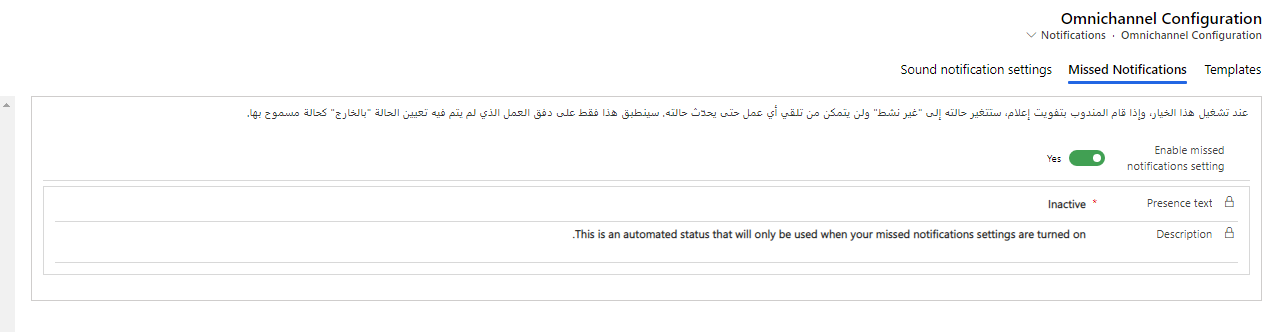 Omnichannel Configuration
Notifications · Omnichannel Configuration
Sound notification settings Missed Notifications Templates
عند تشغيل هذا الخيار، وإذا قام المندوب بتفويت إعلام، ستتغير حالته إلى "غير نشط" ولن يتمكن من تلقي أي عمل حتى يحدّث حالته. سينطبق هذا فقط على دفق العمل الذي لم يتم فيه تعيين الحالة "بالخارج" كحالة مسموح بها.
Enable missed
notifications setting
Yes
Presence text
* Inactive
Description
.This is an automated status that will only be used when your missed notifications settings are turned on